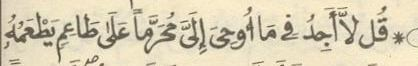 * قُل لَّا أَجِدُ فِي مَا أُوحِيَ إِلَيَّ مُحَرَّمًا عَلَىٰ طَاعِمٍ يَطْعَمُهُ